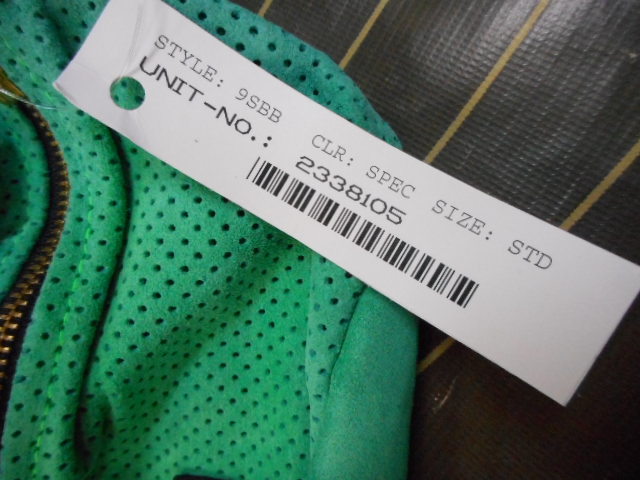 STYLE: 9SBB CLR: SPEC SIZE: STD
UNIT-NO.: 2338105